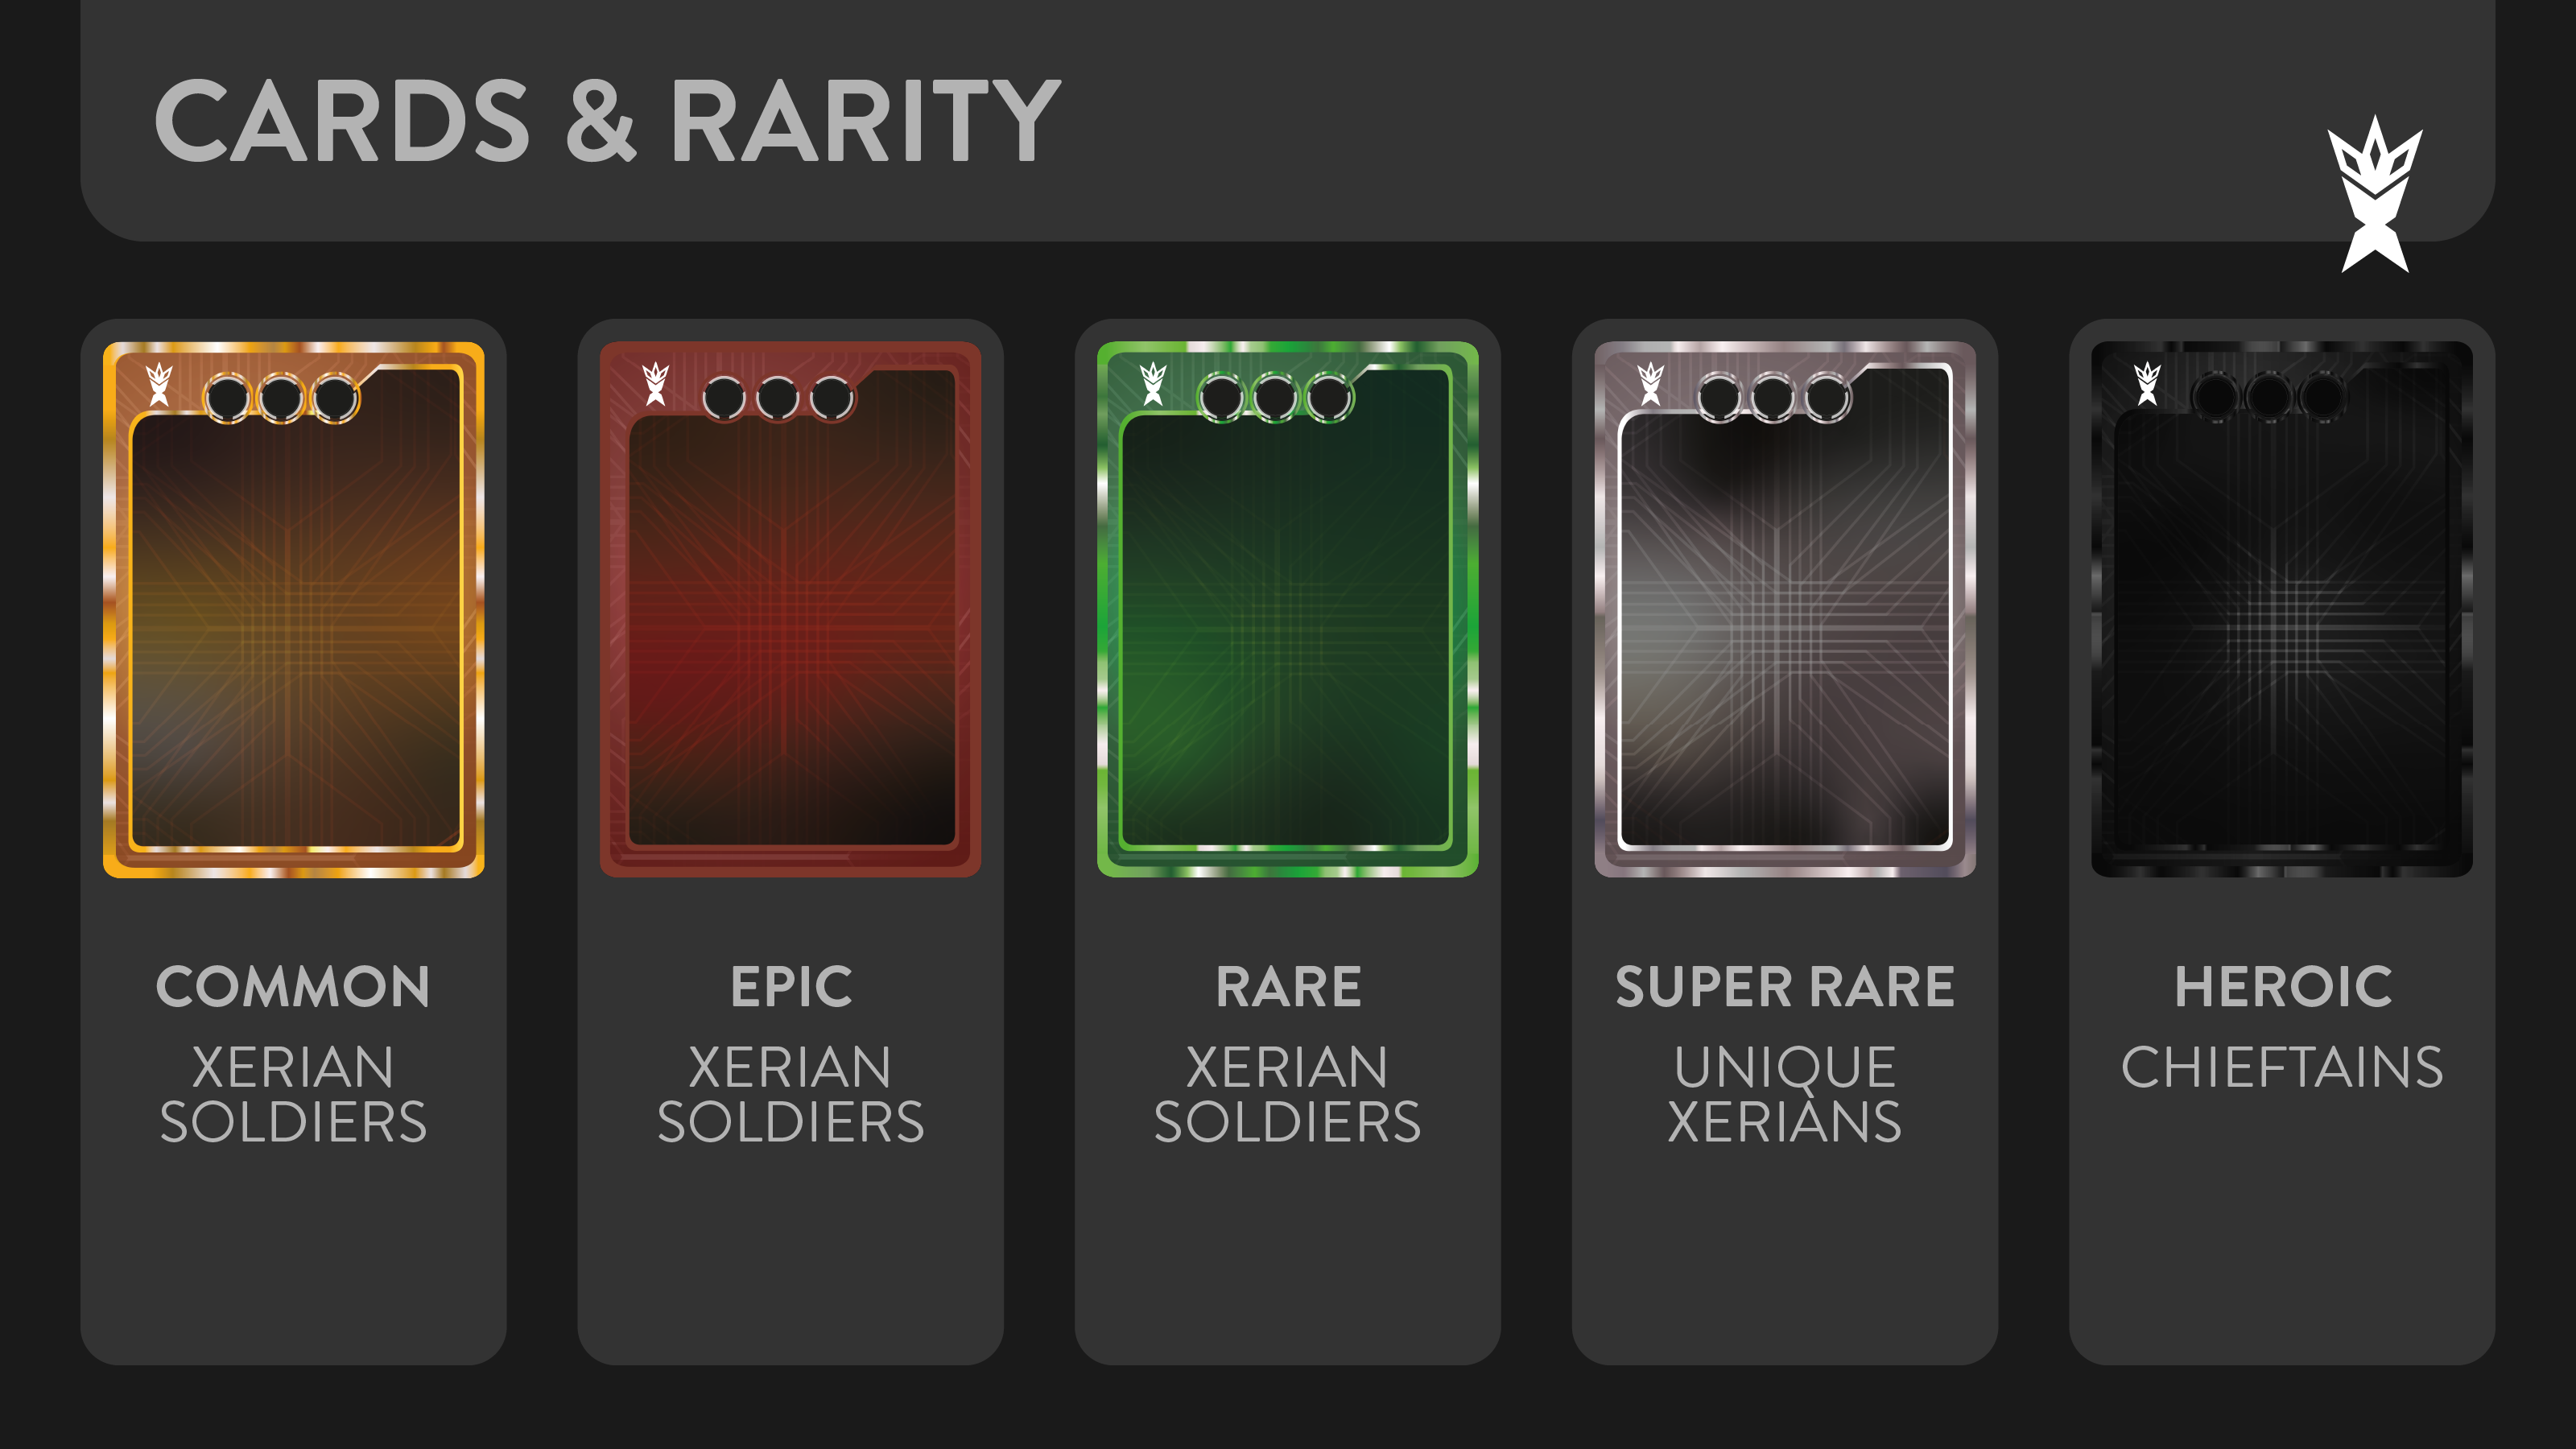 CARDS & RARITY
COMMON
XERIAN
SOLDIERS
EPIC
XERIAN
SOLDIERS
RARE
XERIAN
SOLDIERS
SUPER RARE
UNIQUE
XERIANS
HEROIC
CHIEFTAINS